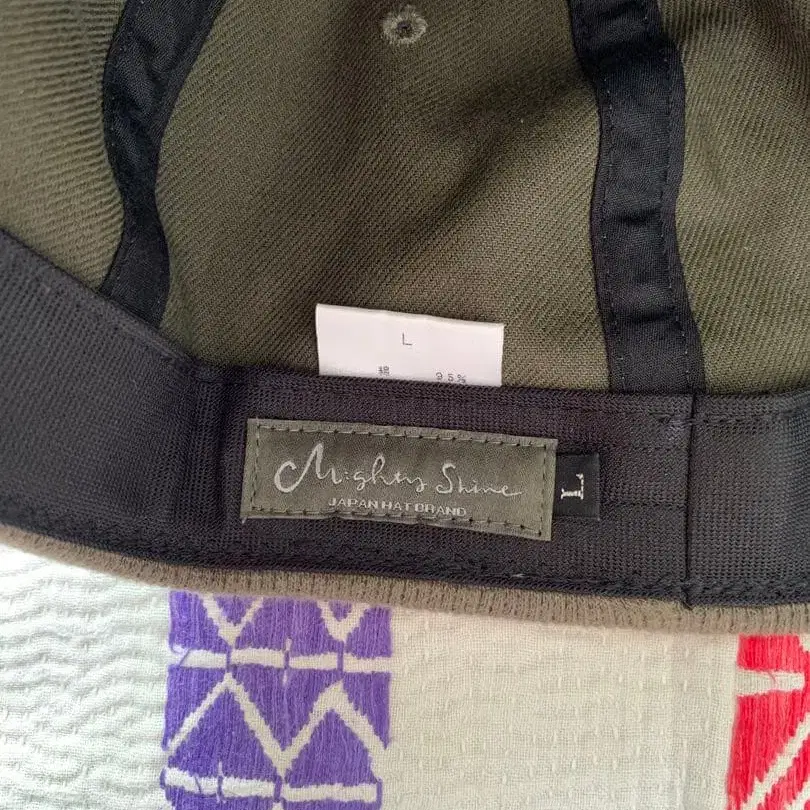 L
綿 95%
Mighty Shine
JAPAN HAT BRAND
L